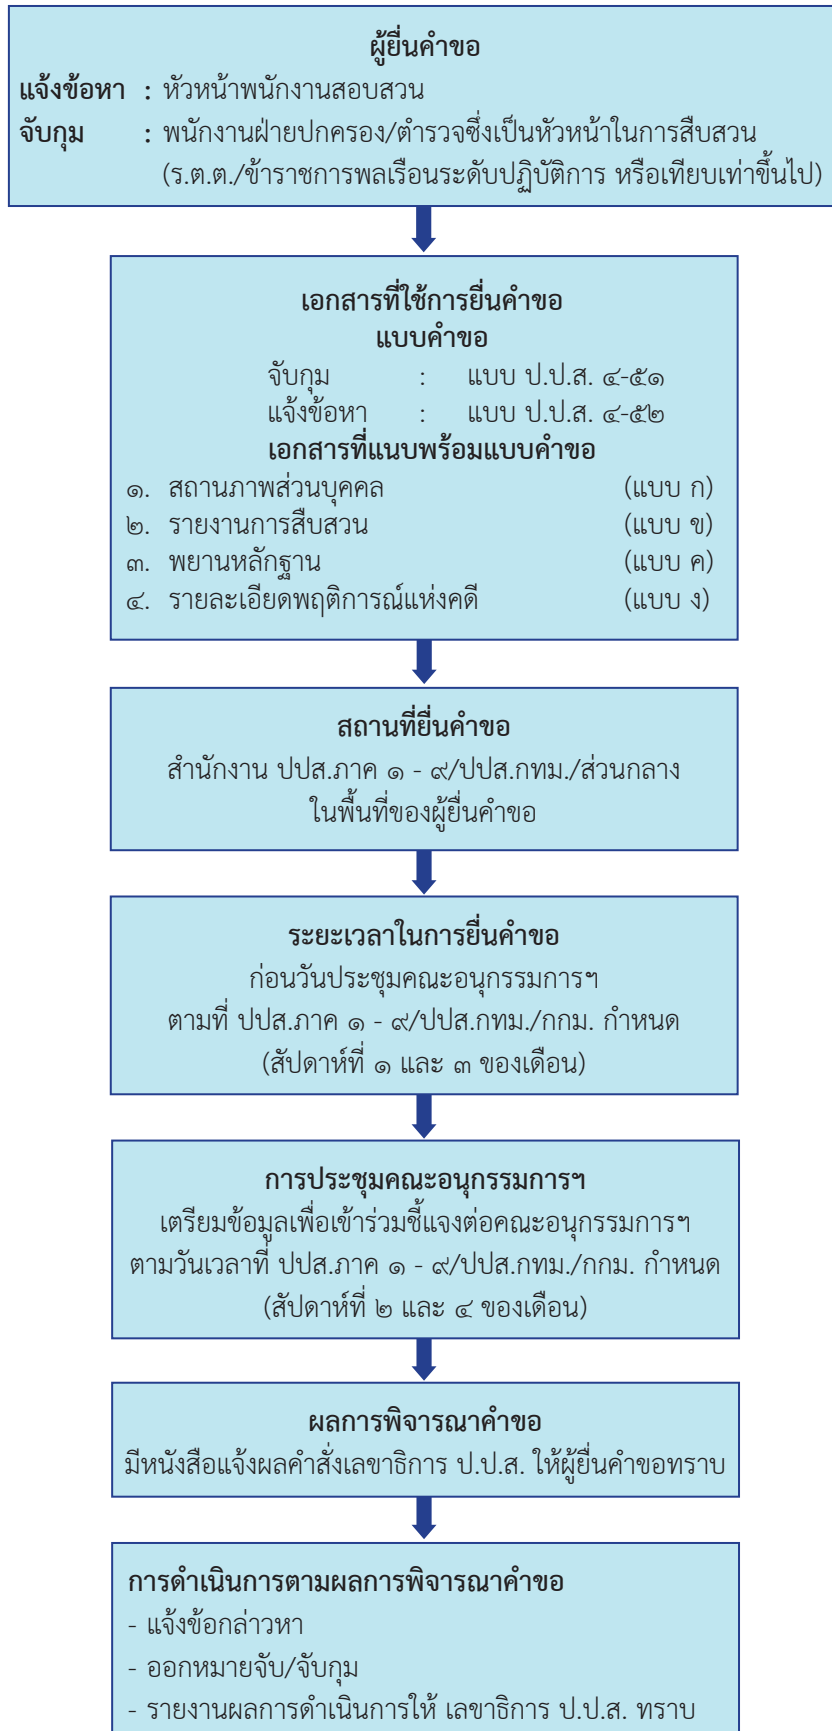 ผู้ยื่นคำขอ
แจ้งข้อหา : หัวหน้าพนักงานสอบสวน
จับกุม : พนักงานฝ่ายปกครอง/ตำรวจซึ่งเป็นหัวหน้าในการสืบสวน
(ร.ต.ต./ข้าราชการพลเรือนระดับปฏิบัติการ หรือเทียบเท่าขึ้นไป)
เอกสารที่ใช้การยื่นคำขอ
แบบคำขอ
จับกุม : แบบ ป.ป.ส. ๔-๕๑
แจ้งข้อหา : แบบ ป.ป.ส. ๔-๕๒
เอกสารที่แนบพร้อมแบบคำขอ
๑. สถานภาพส่วนบุคคล (แบบ ก)
๒. รายงานการสืบสวน (แบบ ข)
๓. พยานหลักฐาน (แบบ ค)
๔. รายละเอียดพฤติการณ์แห่งคดี (แบบ ง)
สถานที่ยื่นคำขอ
สำนักงาน ปปส.ภาค ๑ - ๙/ปปส.กทม./ส่วนกลาง
ในพื้นที่ของผู้ยื่นคำขอ
ระยะเวลาในการยื่นคำขอ
ก่อนวันประชุมคณะอนุกรรมการฯ
ตามที่ ปปส.ภาค ๑ - ๙/ปปส.กทม./กกม. กำหนด
(สัปดาห์ที่ ๑ และ ๓ ของเดือน)
การประชุมคณะอนุกรรมการฯ
เตรียมข้อมูลเพื่อเข้าร่วมชี้แจงต่อคณะอนุกรรมการฯ
ตามวันเวลาที่ ปปส.ภาค ๑ - ๙/ปปส.กทม./กกม. กำหนด
(สัปดาห์ที่ ๒ และ ๔ ของเดือน)
ผลการพิจารณาคำขอ
มีหนังสือแจ้งผลคำสั่งเลขาธิการ ป.ป.ส. ให้ผู้ยื่นคำขอทราบ
การดำเนินการตามผลการพิจารณาคำขอ
- แจ้งข้อกล่าวหา
- ออกหมายจับ/จับกุม
- รายงานผลการดำเนินการให้ เลขาธิการ ป.ป.ส. ทราบ